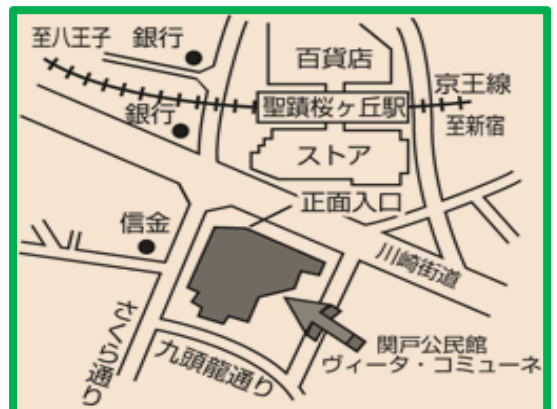 至八王子
銀行
百貨店
京王線
聖蹟桜ヶ丘駅
至新宿
銀行
ストア
正面入口
信金
川崎街道
さくら通り
九頭龍通り
関戸公民館
ヴィータ・コミューネ